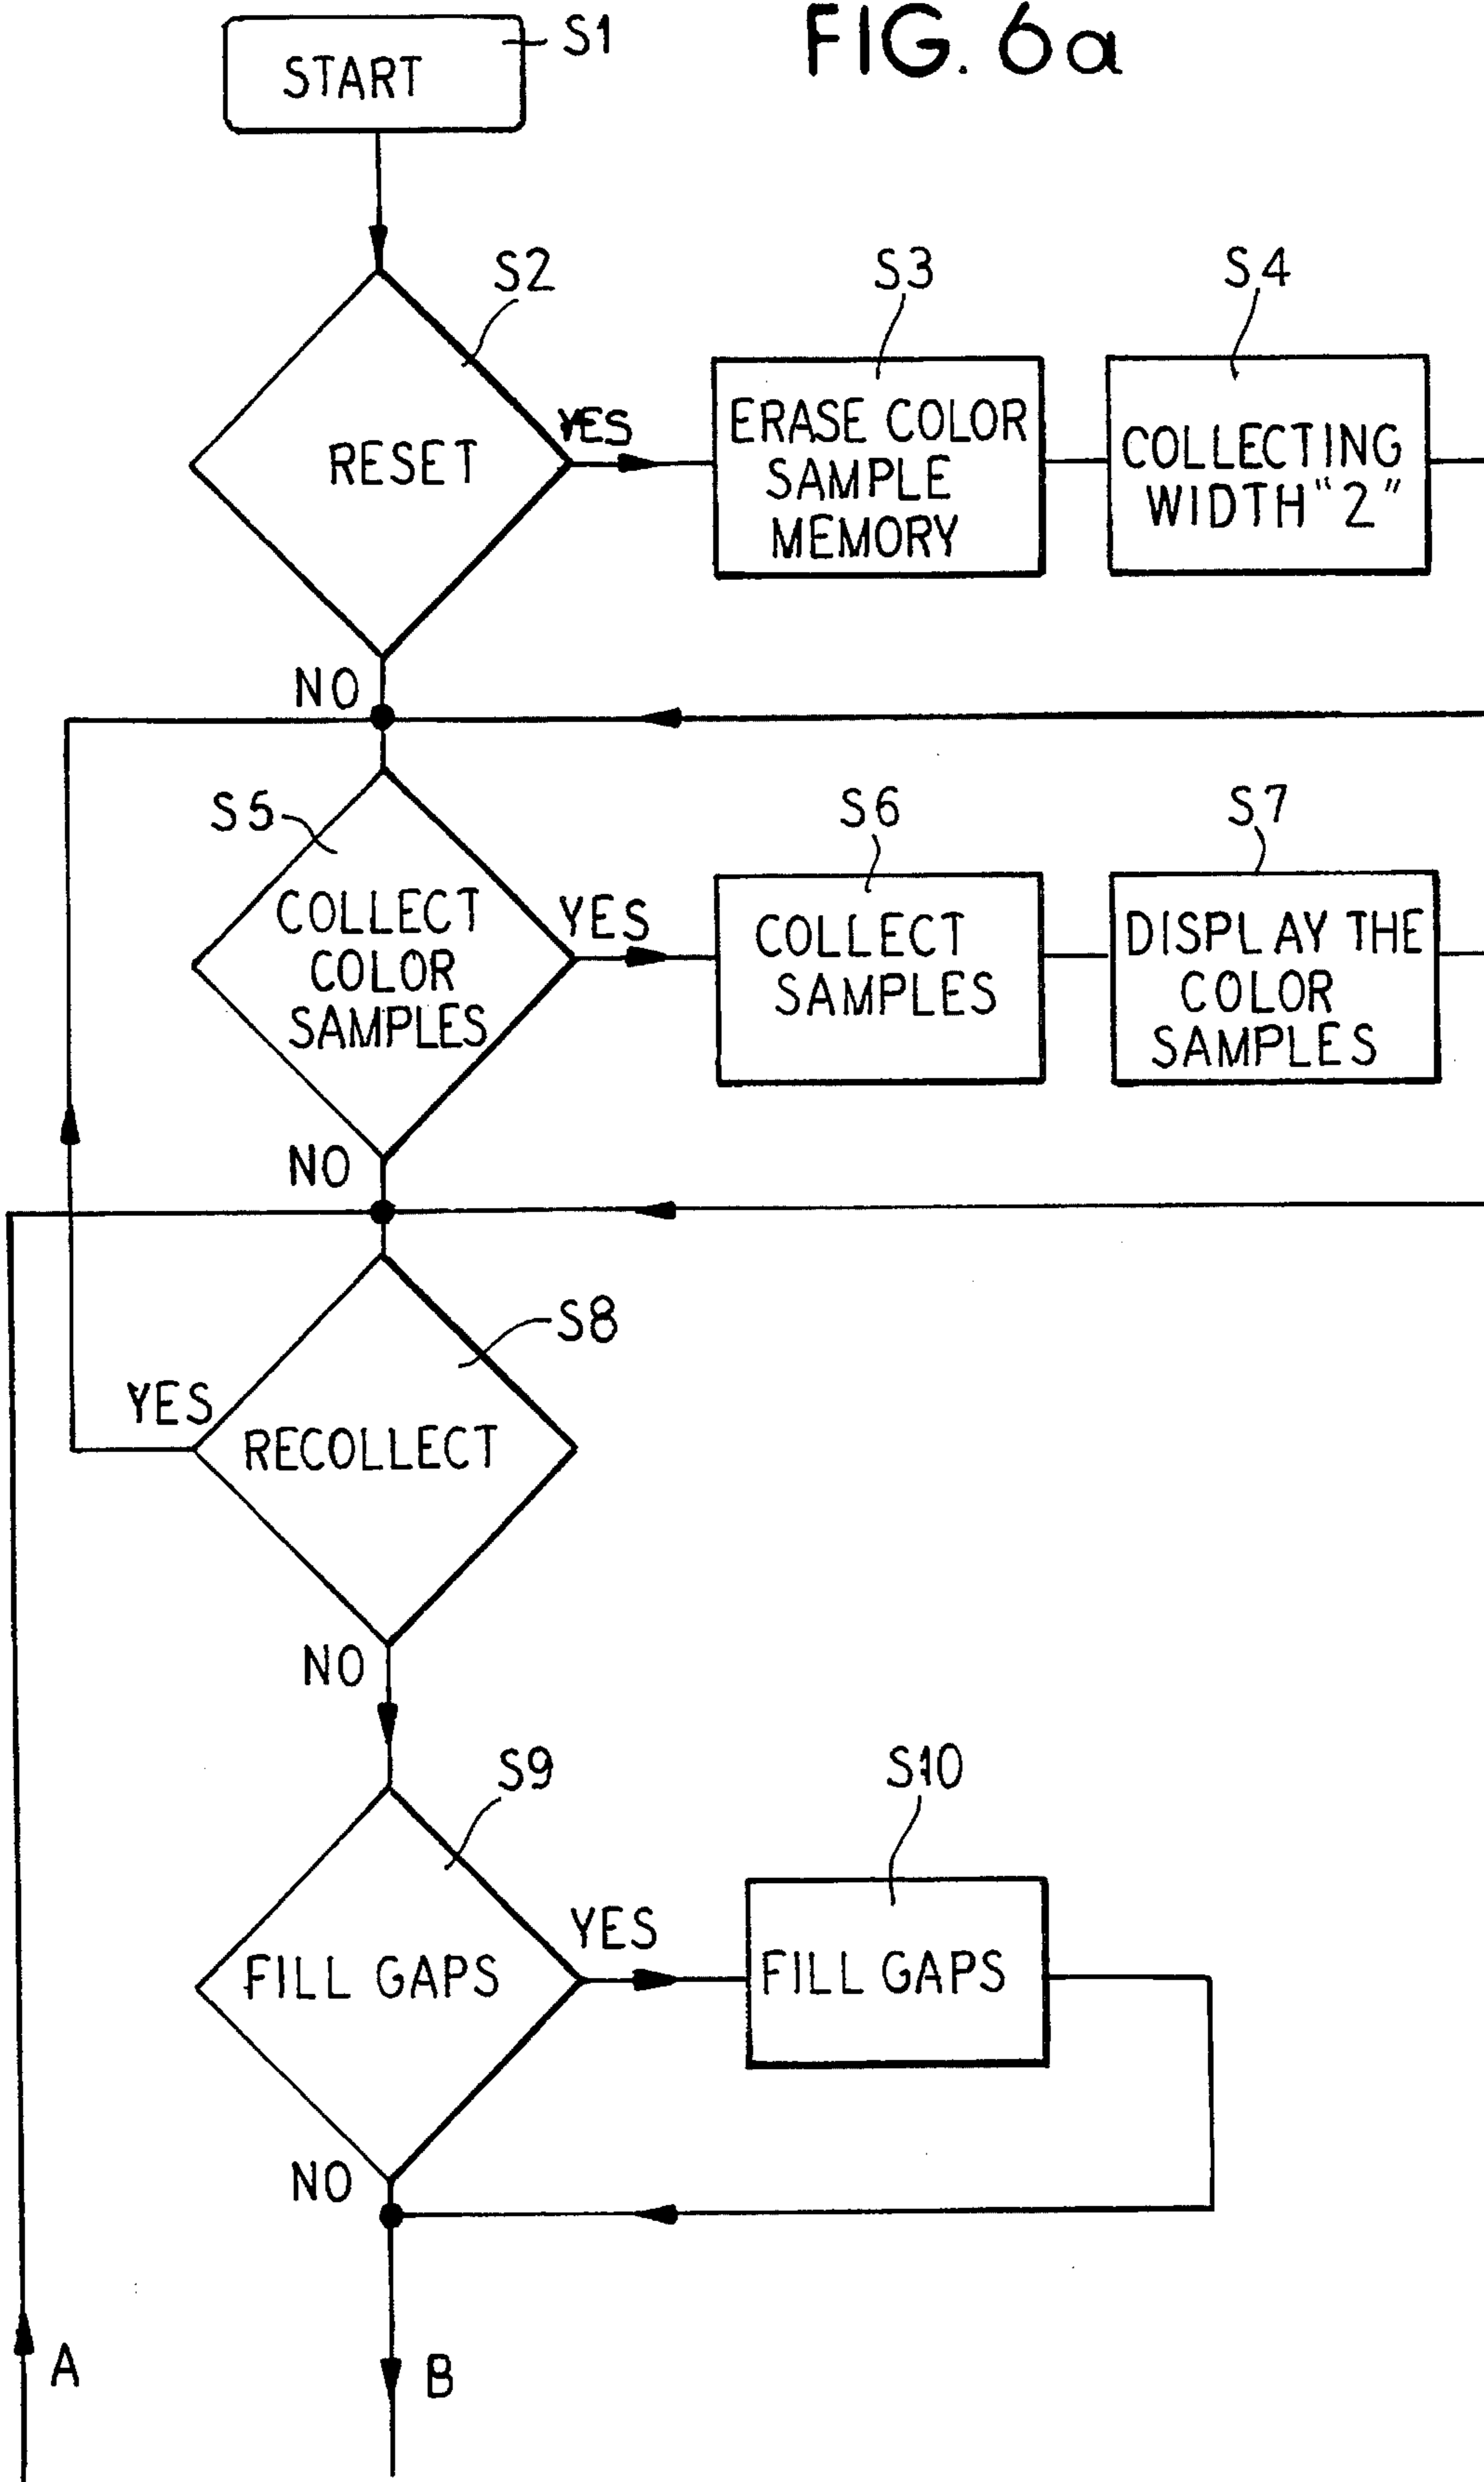 FIG. 6a
S1
START
S2
RESET
YES
NO
S3
ERASE COLOR
SAMPLE
MEMORY
S4
COLLECTING
WIDTH "2"
S5
COLLECT
COLOR
SAMPLES
YES
NO
S6
COLLECT
SAMPLES
S7
DISPLAY THE
COLOR
SAMPLES
S8
YES
RECOLLECT
NO
S9
FILL GAPS
YES
NO
S10
FILL GAPS
A
B